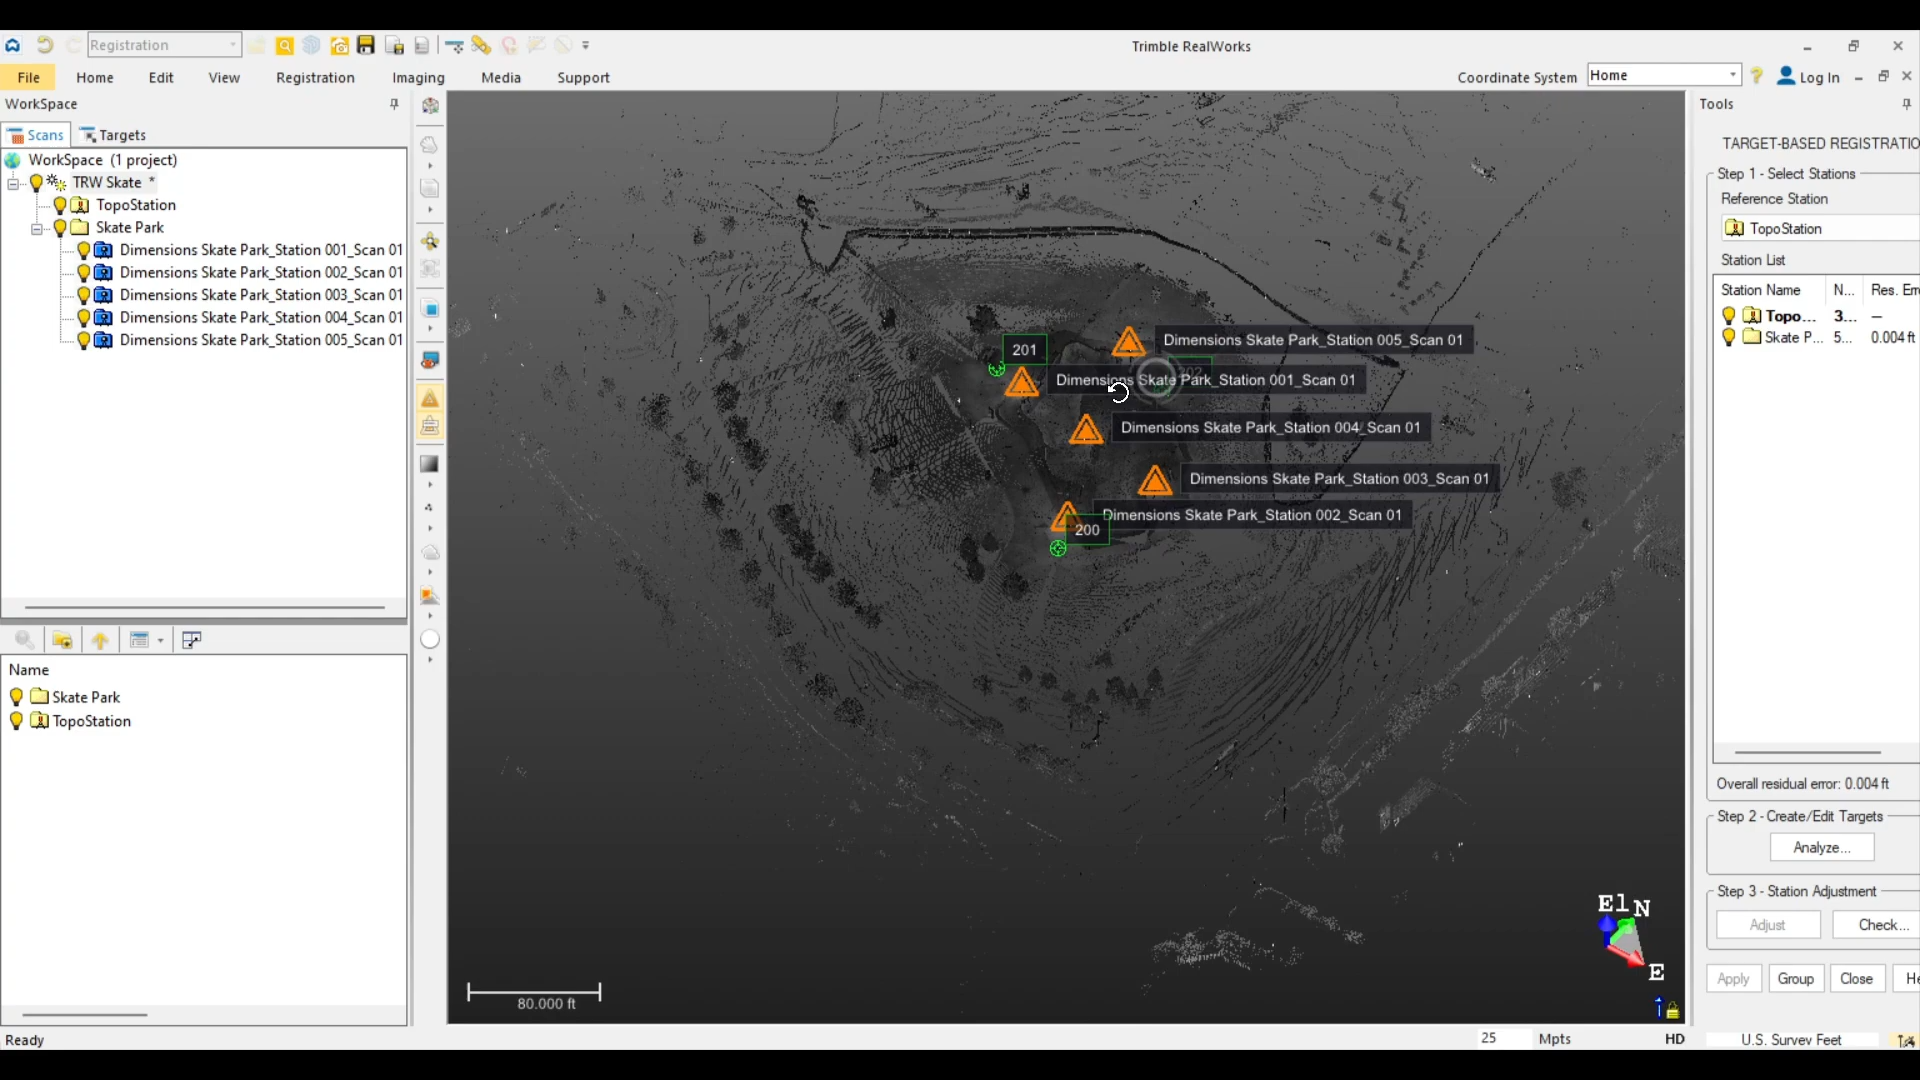 Registration
Trimble RealWorks
File
Home
Edit
View
Registration
Imaging
Media
Support
Coordinate System
Home
Log In
WorkSpace
Scans
Targets
WorkSpace (1 project)
TRW Skate *
TopoStation
Skate Park
Dimensions Skate Park_Station 001_Scan 01
Dimensions Skate Park_Station 002_Scan 01
Dimensions Skate Park_Station 003_Scan 01
Dimensions Skate Park_Station 004_Scan 01
Dimensions Skate Park_Station 005_Scan 01
Name
Skate Park
TopoStation
Ready
201
202
Dimensions Skate Park_Station 005_Scan 01
Dimensions Skate Park_Station 001_Scan 01
Dimensions Skate Park_Station 004_Scan 01
Dimensions Skate Park_Station 003_Scan 01
Dimensions Skate Park_Station 002_Scan 01
200
80.000 ft
El N
E
25 Mpts
HD
Tools
TARGET-BASED REGISTRATIO
Step 1 - Select Stations
Reference Station
TopoStation
Station List
Station Name N... Res. Err
Topo... 3... —
Skate P... 5... 0.004 ft
Overall residual error: 0.004 ft
Step 2 - Create/Edit Targets
Analyze...
Step 3 - Station Adjustment
Adjust
Check...
Apply
Group
Close
He
U.S. Survey Feet